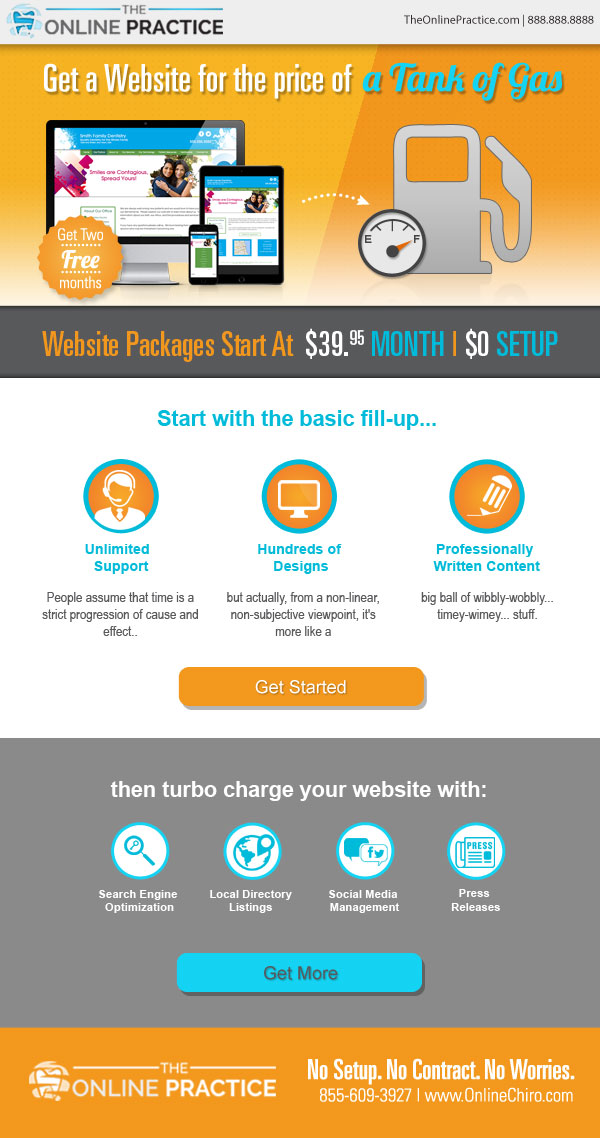 THE
ONLINE PRACTICE
TheOnlinePractice.com | 888.888.8888
Get a Website for the price of a Tank of Gas
Smith Family Dentistry
Smiles are Contagious,
Spread Yours!
About Our Office
Get Two
Free
months
E F
Website Packages Start At $39.95 MONTH | $0 SETUP
Start with the basic fill-up...
Unlimited
Support
People assume that time is a
strict progression of cause and
effect..
Hundreds of
Designs
but actually, from a non-linear,
non-subjective viewpoint, it's
more like a
Professionally
Written Content
big ball of wibbly-wobbly...
timey-wimey... stuff.
Get Started
then turbo charge your website with:
Search Engine
Optimization
Local Directory
Listings
f
Social Media
Management
PRESS
Press
Releases
Get More
THE
ONLINE PRACTICE
No Setup. No Contract. No Worries.
855-609-3927 | www.OnlineChiro.com